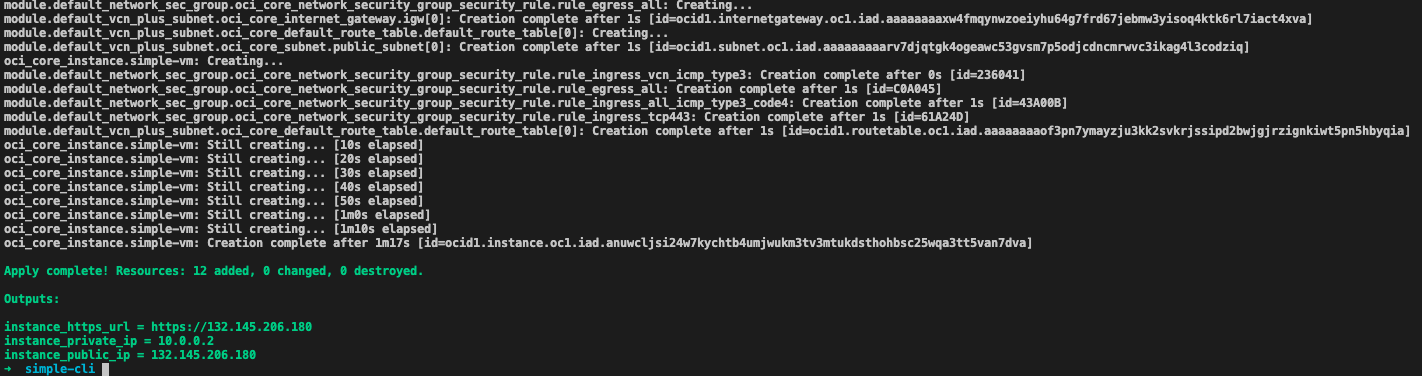 module.default_network_sec_group.oci_core_network_security_group_security_rule.rule_egress_all: Creating...
module.default_vcn_plus_subnet.oci_core_internet_gateway.igw[0]: Creation complete after 1s [id=ocid1.internetgateway.oc1.iad.aaaaaaaaxw4fmqynwzoeiyhu64g7frd67jebmw3yisoq4ktk6rl7iact4xva]
module.default_vcn_plus_subnet.oci_core_default_route_table.default_route_table[0]: Creating...
module.default_vcn_plus_subnet.oci_core_subnet.public_subnet[0]: Creation complete after 1s [id=ocid1.subnet.oc1.iad.aaaaaaaaarv7djqtgk4ogeawc53gvsm7p5odjcdncmrwvc3ikag4l3codziq]
oci_core_instance.simple-vm: Creating...
module.default_network_sec_group.oci_core_network_security_group_security_rule.rule_ingress_vcn_icmp_type3: Creation complete after 0s [id=236041]
module.default_network_sec_group.oci_core_network_security_group_security_rule.rule_egress_all: Creation complete after 1s [id=C0A045]
module.default_network_sec_group.oci_core_network_security_group_security_rule.rule_ingress_all_icmp_type3_code4: Creation complete after 1s [id=43A00B]
module.default_network_sec_group.oci_core_network_security_group_security_rule.rule_ingress_tcp443: Creation complete after 1s [id=61A24D]
module.default_vcn_plus_subnet.oci_core_default_route_table.default_route_table[0]: Creation complete after 1s [id=ocid1.routetable.oc1.iad.aaaaaaaaof3pn7ymayzju3kk2svkrjssipd2bwjgjrzignkiwt5pn5hbyqia]
oci_core_instance.simple-vm: Still creating... [10s elapsed]
oci_core_instance.simple-vm: Still creating... [20s elapsed]
oci_core_instance.simple-vm: Still creating... [30s elapsed]
oci_core_instance.simple-vm: Still creating... [40s elapsed]
oci_core_instance.simple-vm: Still creating... [50s elapsed]
oci_core_instance.simple-vm: Still creating... [1m0s elapsed]
oci_core_instance.simple-vm: Still creating... [1m10s elapsed]
oci_core_instance.simple-vm: Creation complete after 1m17s [id=ocid1.instance.oc1.iad.anuwcljsi24w7kychtb4umjwukm3tv3mtukdsthohbsc25wqa3tt5van7dva]
Apply complete! Resources: 12 added, 0 changed, 0 destroyed.
Outputs:
instance_https_url = https://132.145.206.180
instance_private_ip = 10.0.0.2
instance_public_ip = 132.145.206.180
➜ simple-cli